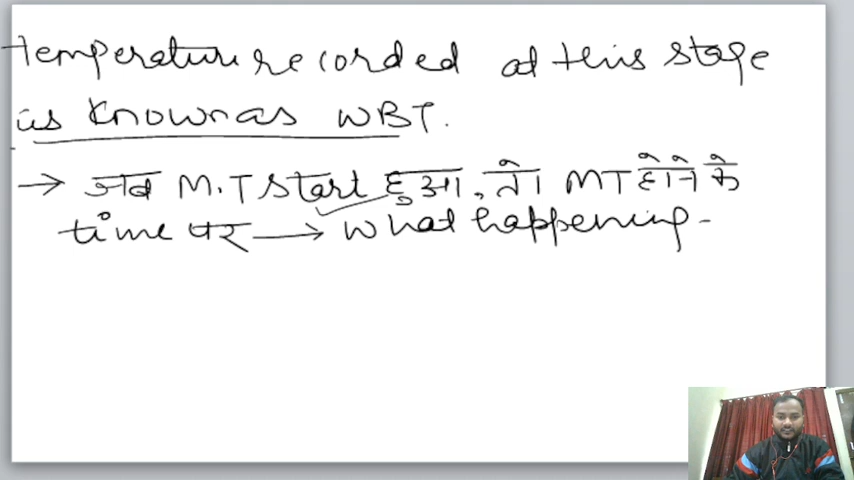 temperature recorded at this stage
is known as WBT.
→ जब M.T start हुआ, तो MT होने के
time पर → what happening -